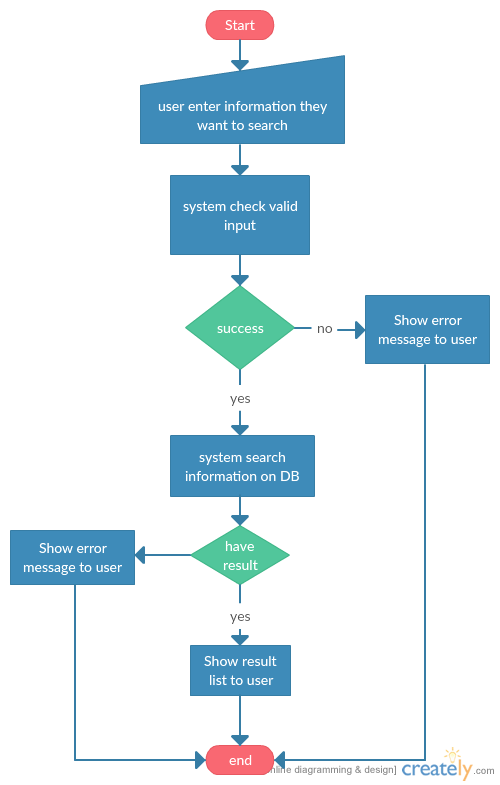 Start
user enter information they
want to search
system check valid
input
success
no
Show error
message to user
yes
system search
information on DB
have
result
Show error
message to user
yes
Show result
list to user
end
nline diagramming & design]
creately.com